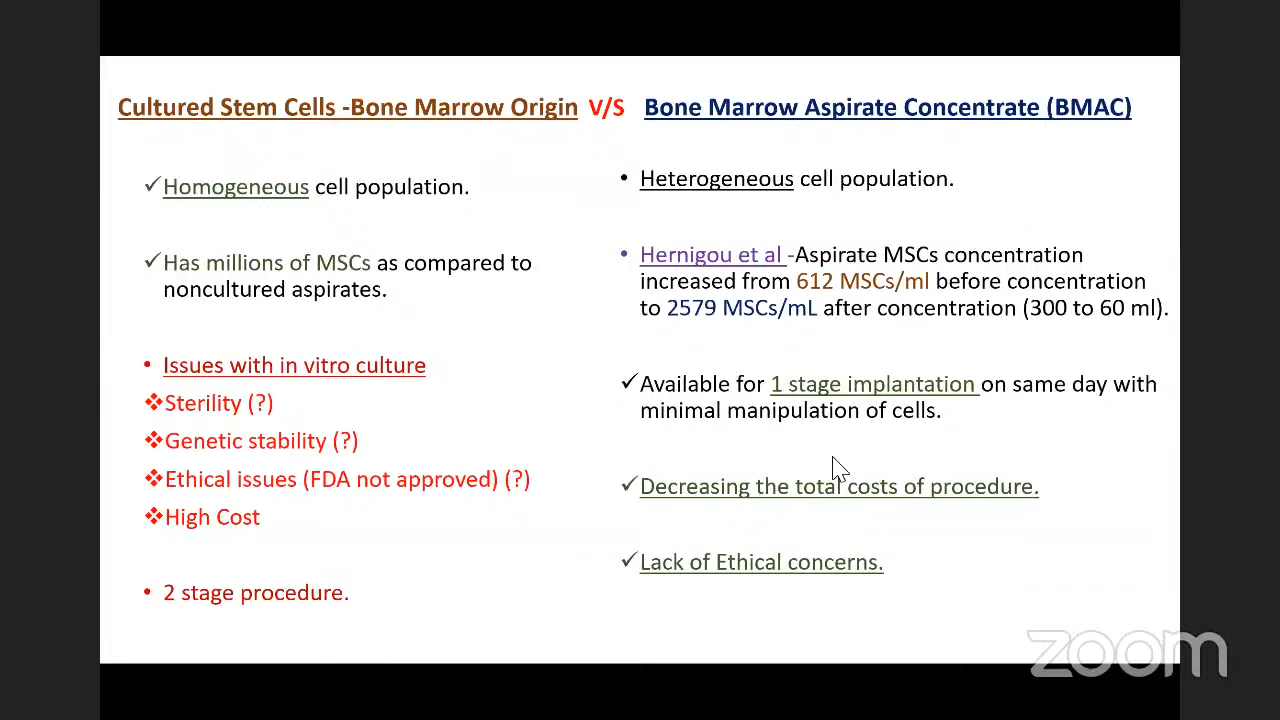 Cultured Stem Cells -Bone Marrow Origin V/S Bone Marrow Aspirate Concentrate (BMAC)
✓Homogeneous cell population.
✓Has millions of MSCs as compared to
noncultured aspirates.
• Issues with in vitro culture
❖Sterility (?)
❖Genetic stability (?)
❖Ethical issues (FDA not approved) (?)
❖High Cost
• 2 stage procedure.
• Heterogeneous cell population.
• Hernigou et al -Aspirate MSCs concentration
increased from 612 MSCs/ml before concentration
to 2579 MSCs/mL after concentration (300 to 60 ml).
✓Available for 1 stage implantation on same day with
minimal manipulation of cells.
✓Decreasing the total costs of procedure.
✓Lack of Ethical concerns.
zoom